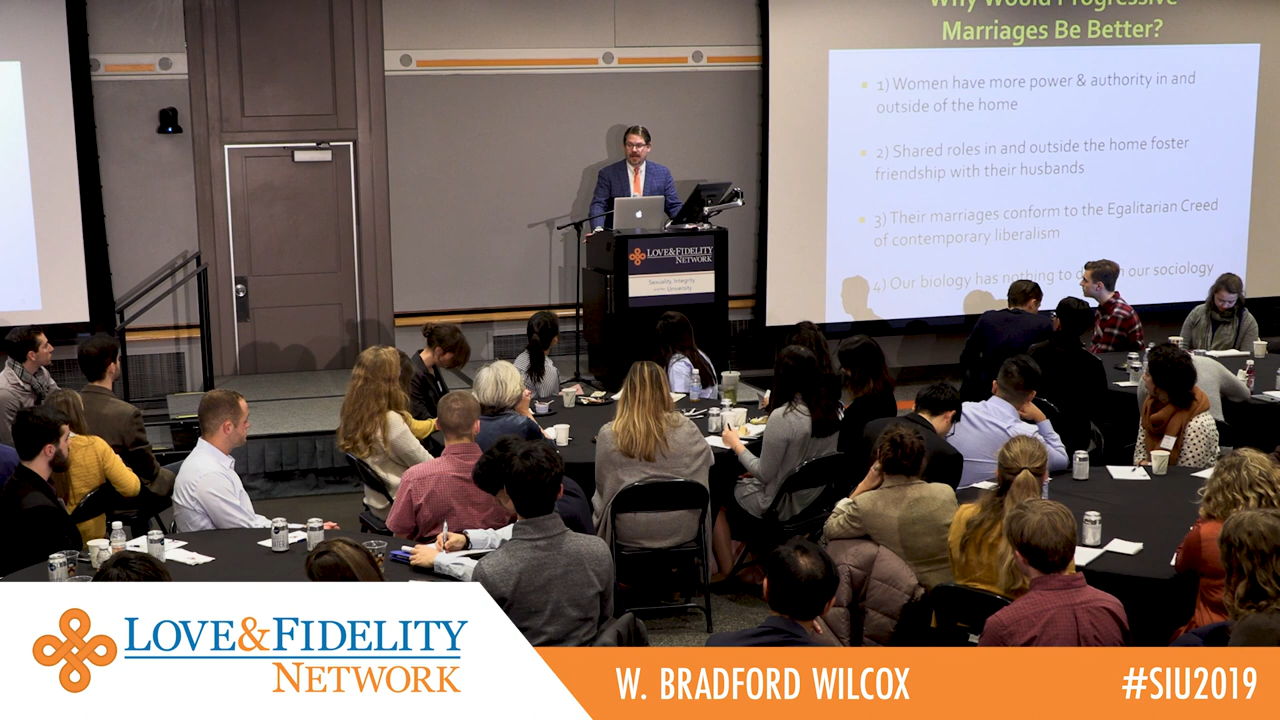 Why Would Progressive
Marriages Be Better?
1) Women have more power & authority in and
outside of the home
2) Shared roles in and outside the home foster
friendship with their husbands
3) Their marriages conform to the Egalitarian Creed
of contemporary liberalism
4) Our biology has nothing to our sociology
LOVE&FIDELITY
NETWORK
Sexuality, Integrity
and the University
LOVE&FIDELITY
NETWORK
W. BRADFORD WILCOX
#SIU2019